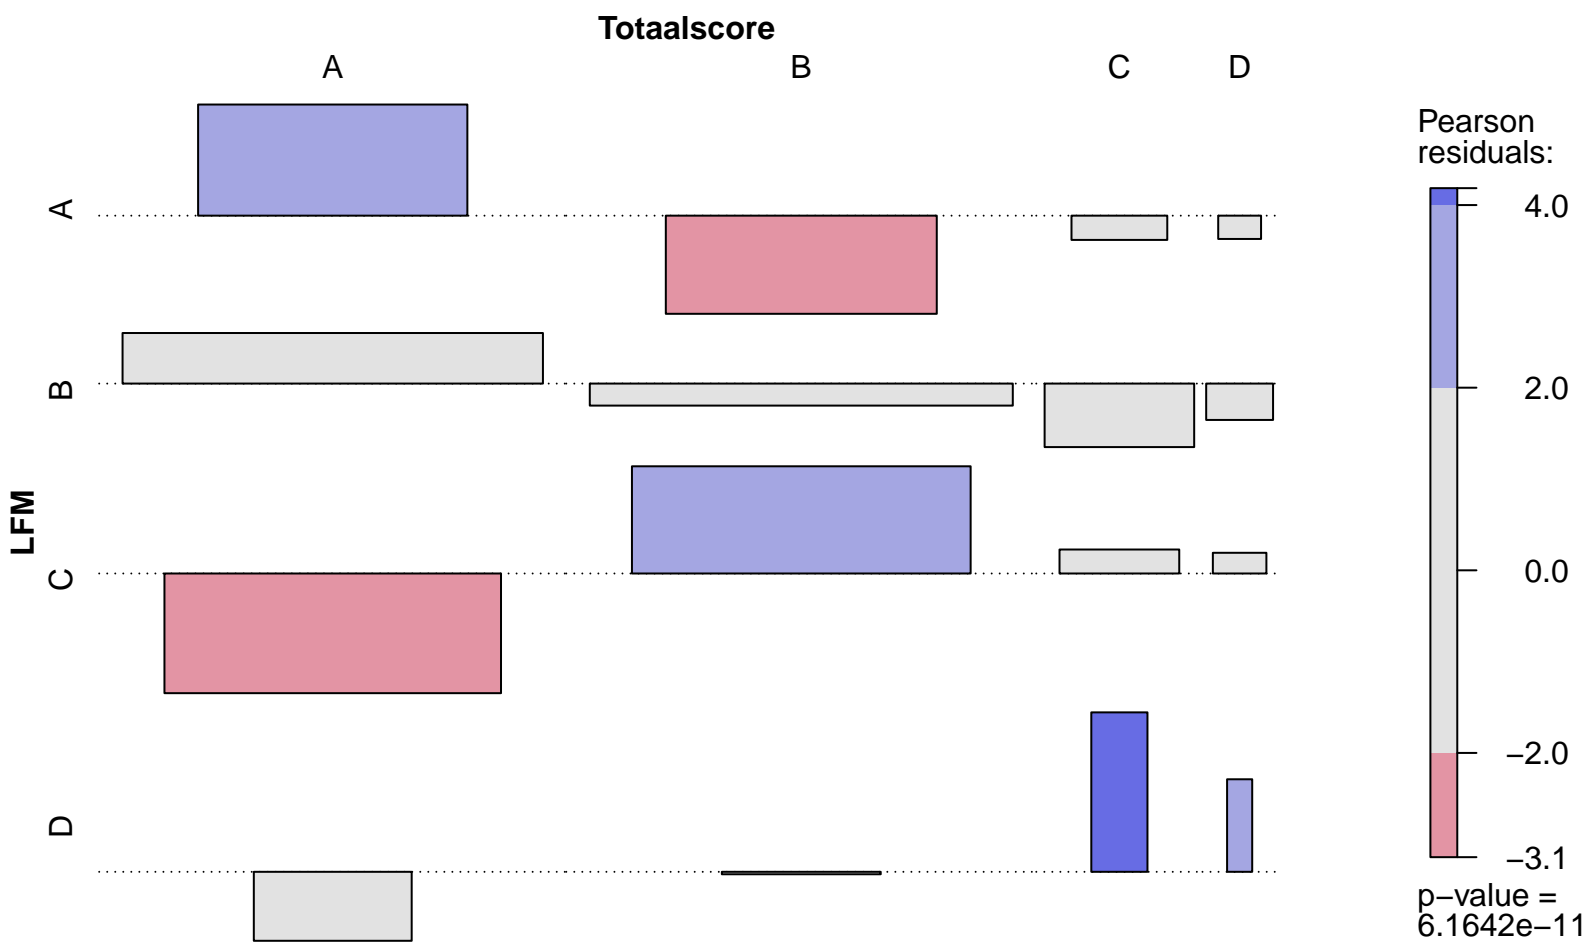 Totaalscore
A B C D
Pearson
residuals:
A
B
C
D
LFM
4.0
2.0
0.0
−2.0
−3.1
p−value =
6.1642e−11